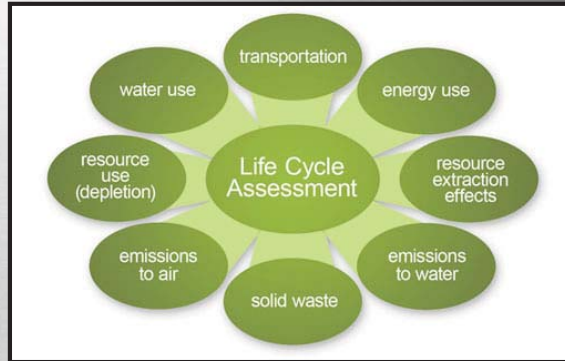 transportation
water use
energy use
Life Cycle
Assessment
resource
use
(depletion)
resource
extraction
effects
emissions
to air
emissions
to water
solid waste